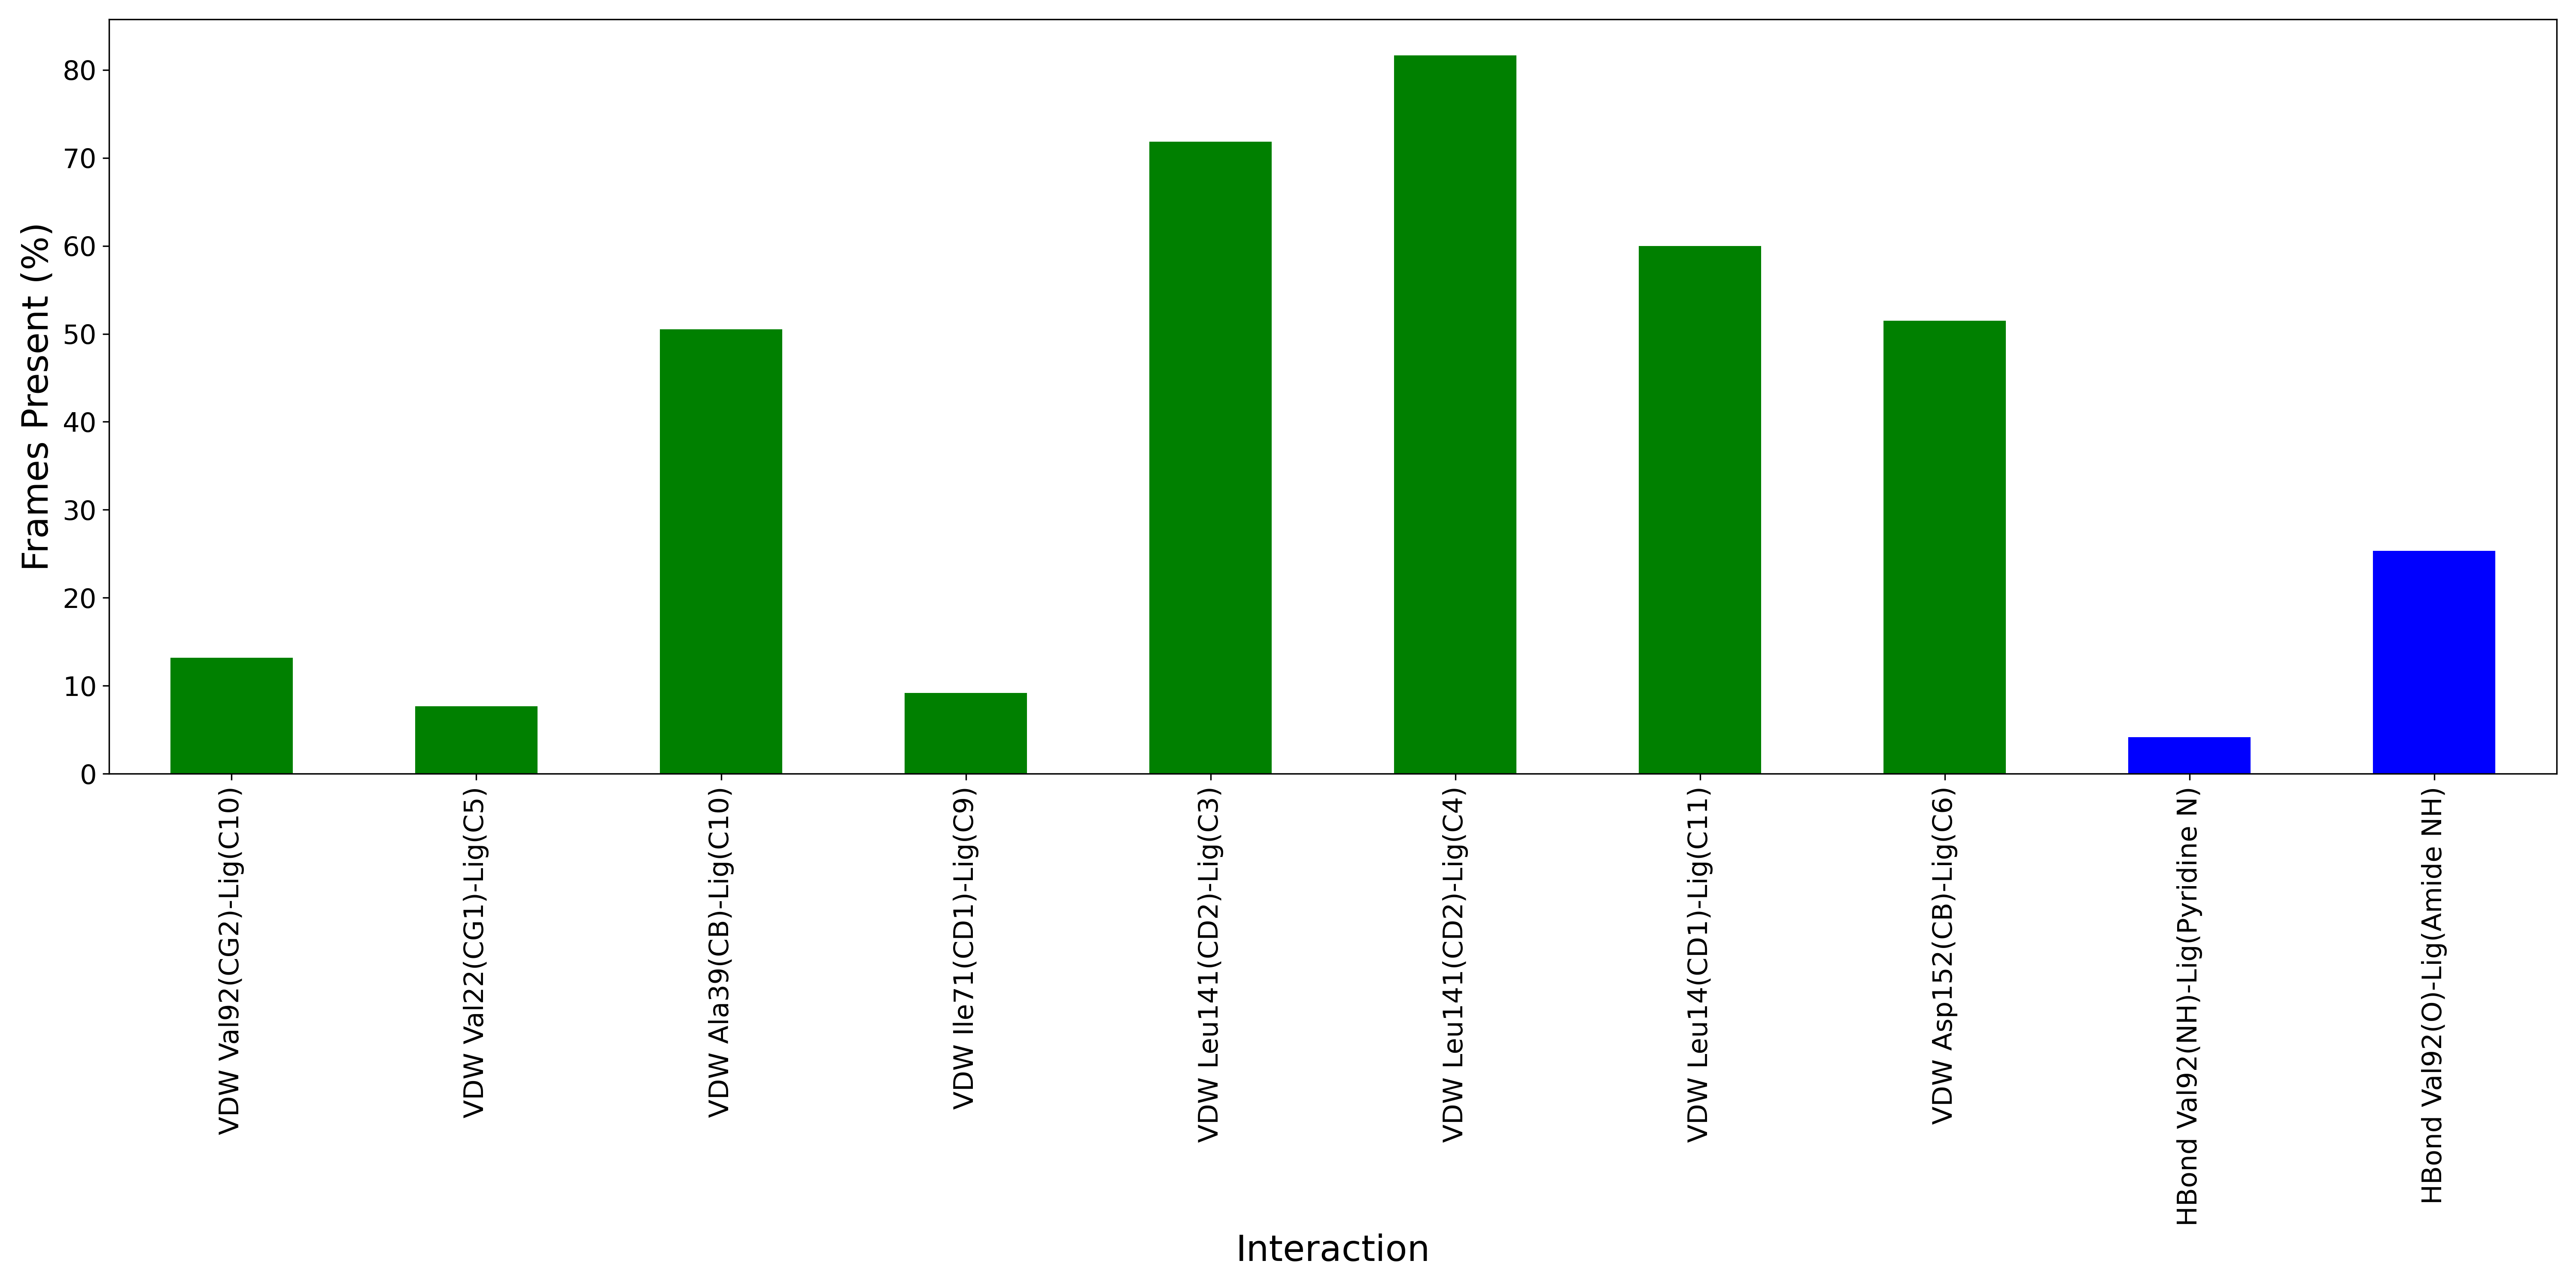 Frames Present (%)
80
70
60
50
40
30
20
10
0
VDW Val92(CG2)-Lig(C10)
VDW Val22(CG1)-Lig(C5)
VDW Ala39(CB)-Lig(C10)
VDW Ile71(CD1)-Lig(C9)
VDW Leu141(CD2)-Lig(C3)
VDW Leu141(CD2)-Lig(C4)
VDW Leu14(CD1)-Lig(C11)
VDW Asp152(CB)-Lig(C6)
HBond Val92(NH)-Lig(Pyridine N)
HBond Val92(O)-Lig(Amide NH)
Interaction